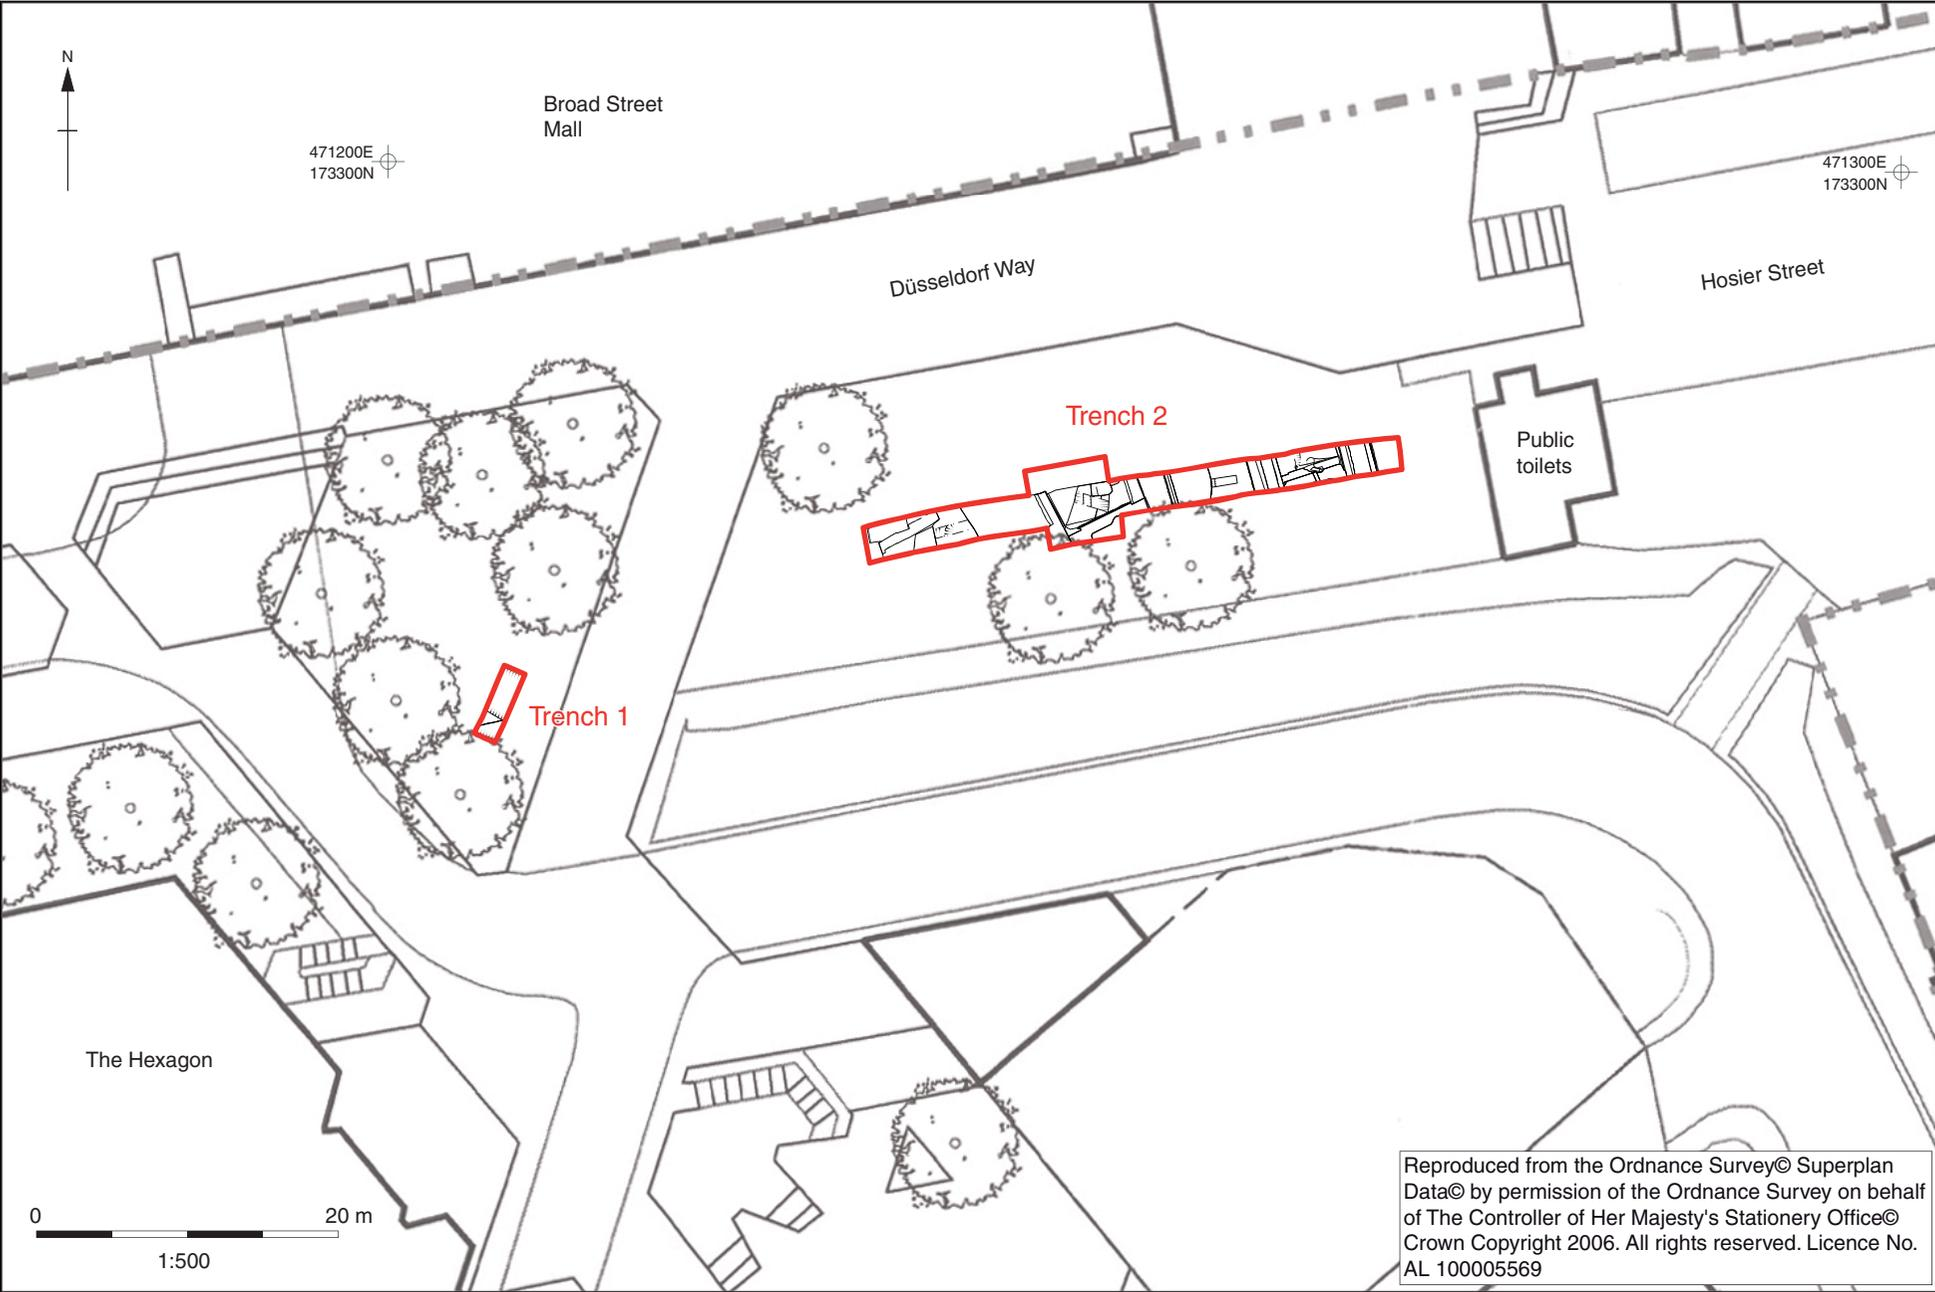 N
Broad Street
Mall
471200E
173300N
471300E
173300N
Düsseldorf Way
Hosier Street
Trench 2
Public
toilets
Trench 1
The Hexagon
0 20 m
1:500
Reproduced from the Ordnance Survey© Superplan
Data© by permission of the Ordnance Survey on behalf
of The Controller of Her Majesty's Stationery Office©
Crown Copyright 2006. All rights reserved. Licence No.
AL 100005569